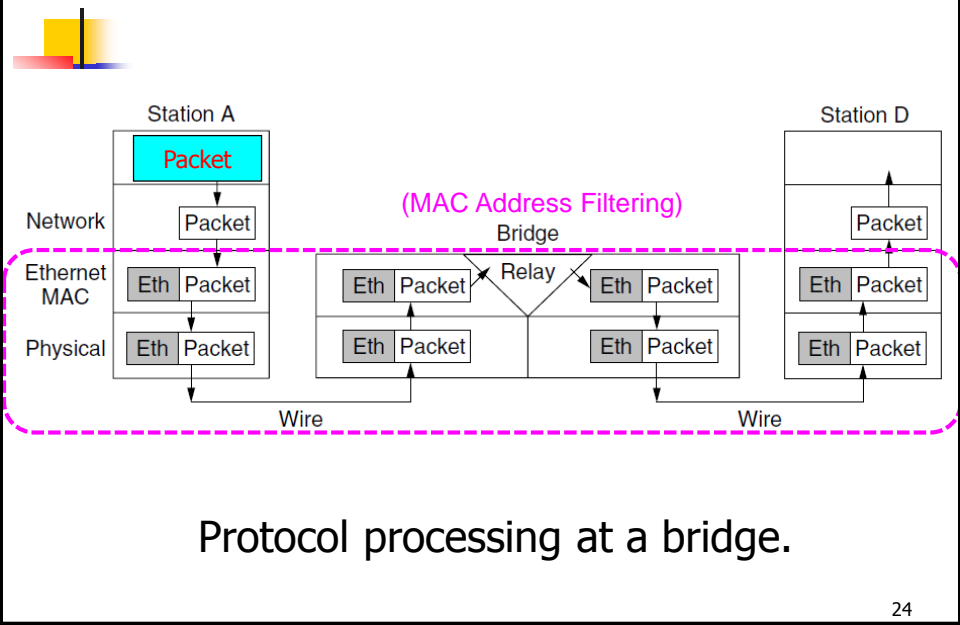 Station A
Station D
Packet
(MAC Address Filtering)
Network
Packet
Packet
Bridge
Ethernet
MAC
Eth Packet
Eth Packet
Relay
Eth Packet
Eth Packet
Physical
Eth Packet
Eth Packet
Eth Packet
Eth Packet
Wire
Wire
Protocol processing at a bridge.
24